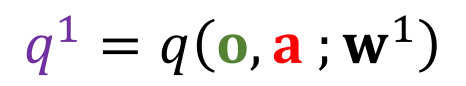 q¹ = q(o, a ; w¹)